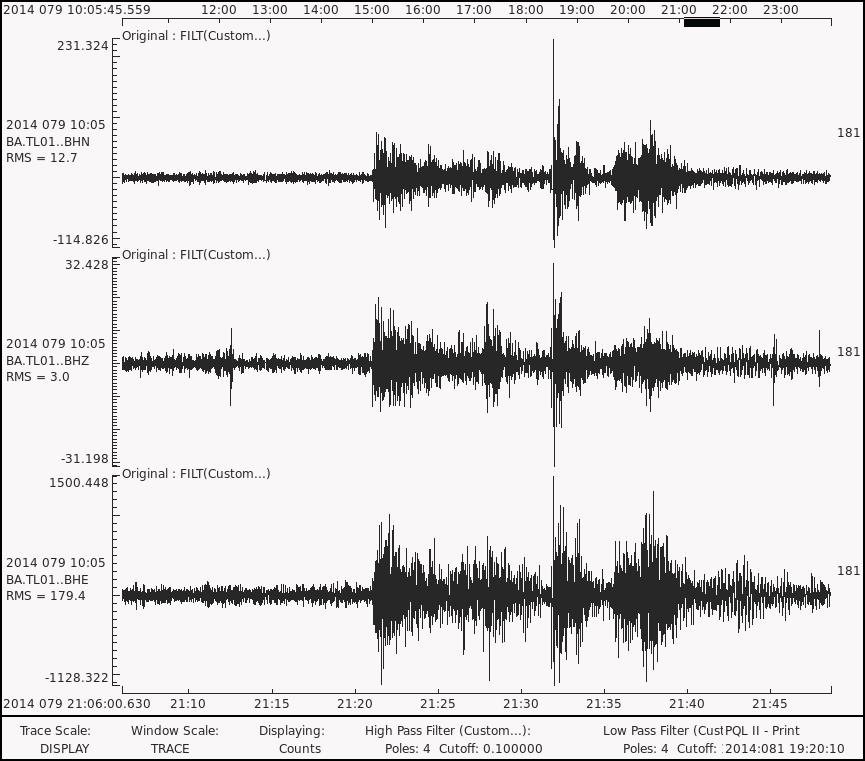 2014 079 10:05:45.559 12:00 13:00 14:00 15:00 16:00 17:00 18:00 19:00 20:00 21:00 22:00 23:00
Original : FILT(Custom...)
231.324
2014 079 10:05
BA.TL01..BHN
RMS = 12.7
181
-114.826
Original : FILT(Custom...)
32.428
2014 079 10:05
BA.TL01..BHZ
RMS = 3.0
181
-31.198
Original : FILT(Custom...)
1500.448
2014 079 10:05
BA.TL01..BHE
RMS = 179.4
181
-1128.322
2014 079 21:06:00.630 21:10 21:15 21:20 21:25 21:30 21:35 21:40 21:45
Trace Scale: Window Scale: Displaying: High Pass Filter (Custom...): Low Pass Filter (Cust PQL II - Print
DISPLAY TRACE Counts Poles: 4 Cutoff: 0.100000 Poles: 4 Cutoff: 2014:081 19:20:10